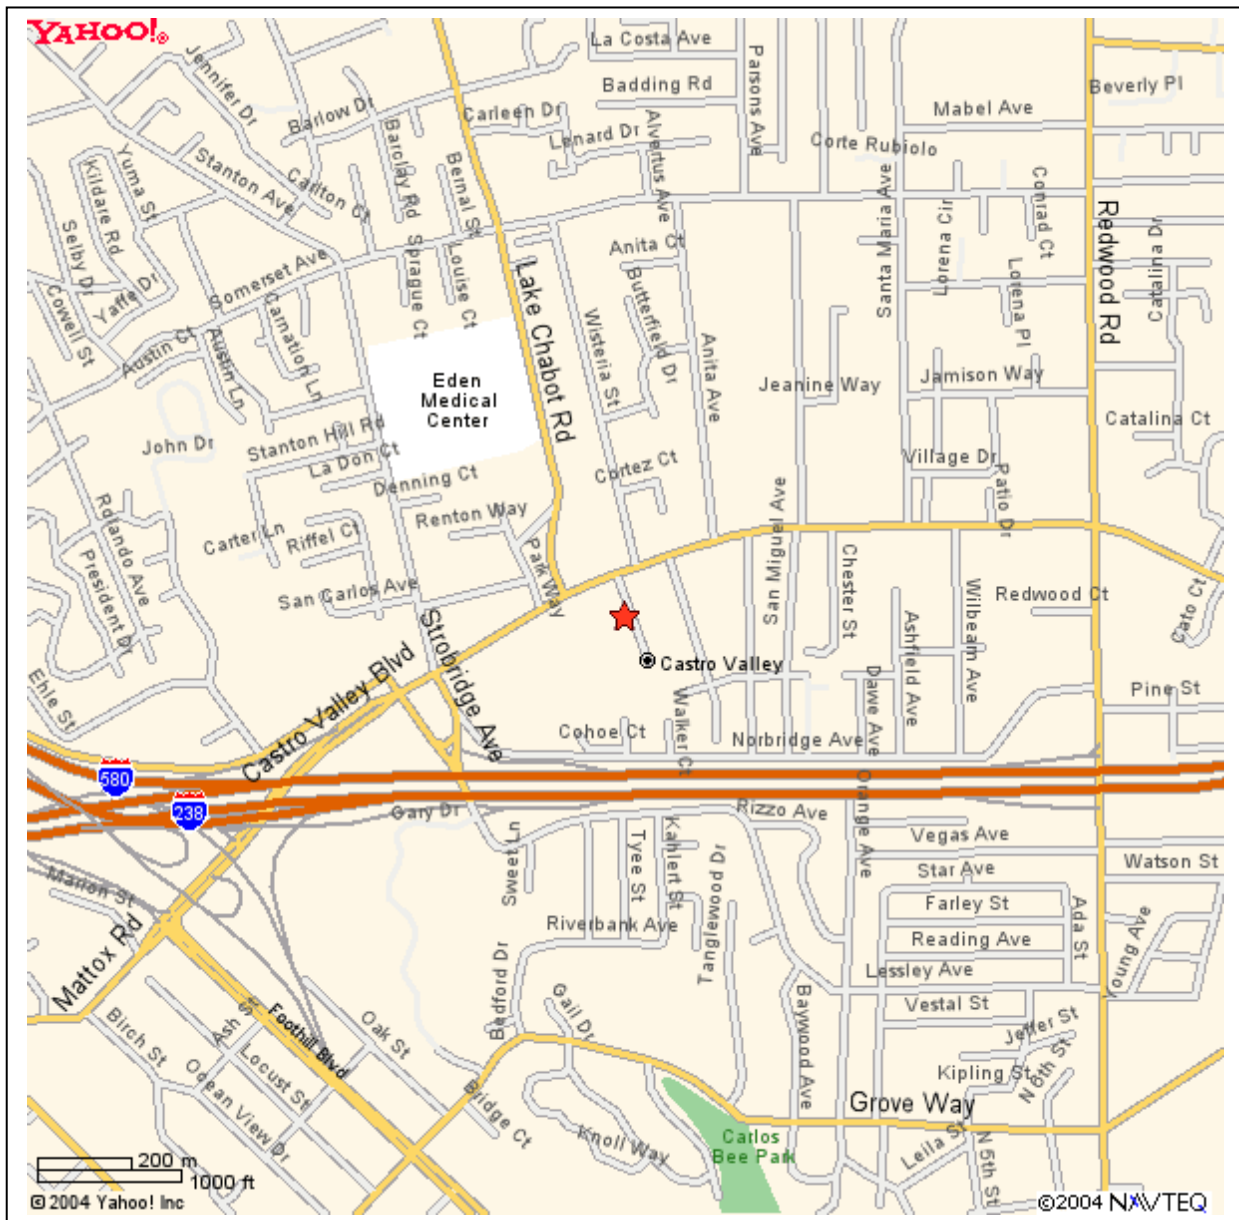 YAHOO!®
La Costa Ave
Parsons Ave
Jennifer Dr
Badding Rd
Beverly Pl
Barlow Dr
Carleen Dr
Mabel Ave
Lenard Dr
Alvertus Ave
Corte Rubiolo
Barclay Rd
Yuma St
Kildare Rd
Stanton Ave
Carlton Ct
Bernal St
Santa Maria Ave
Lorena Cir
Conrad Ct
Redwood Rd
Selby Dr
Sprague Ct
Louise Ct
Anita Ct
Catalina Dr
Somerset Ave
Yaffe Dr
Cowell St
Lake Chabot Rd
Butterfield Dr
Lorena Pl
Carnation Ln
Austin Ct
Austin Ln
Wisteria St
Anita Ave
Eden
Medical
Center
Jeanine Way
Jamison Way
John Dr
Stanton Hill Rd
Catalina Ct
La Don Ct
Cortez Ct
Village Dr
Denning Ct
Patio Dr
Rolando Ave
President Dr
Renton Way
San Miguel Ave
Carter Ln
Riffel Ct
Park Way
Chester St
San Carlos Ave
Redwood Ct
Cato Ct
Wilbeam Ave
Ashfield Ave
Strobridge Ave
Castro Valley
Ehle St
Castro Valley Blvd
Dawe Ave
Pine St
Walker Ct
Cohoe Ct
Norbridge Ave
580
238
Gary Dr
Orange Ave
Rizzo Ave
Sweet Ln
Tyee St
Kahlert St
Tanglewood Dr
Vegas Ave
Watson St
Star Ave
Marion St
Farley St
Ada St
Riverbank Ave
Reading Ave
Young Ave
Mattox Rd
Bedford Dr
Lessley Ave
Gail Dr
Baywood Ave
Vestal St
Birch St
Ash St
Foothill Blvd
Oak St
Jeffer St
Locust St
Kipling St
N 6th St
Ocean View Dr
Bridge Ct
Grove Way
Knoll Way
Carlos
Bee Park
Leila St
N 5th St
200 m
1000 ft
©2004 Yahoo! Inc
©2004 NAVTEQ